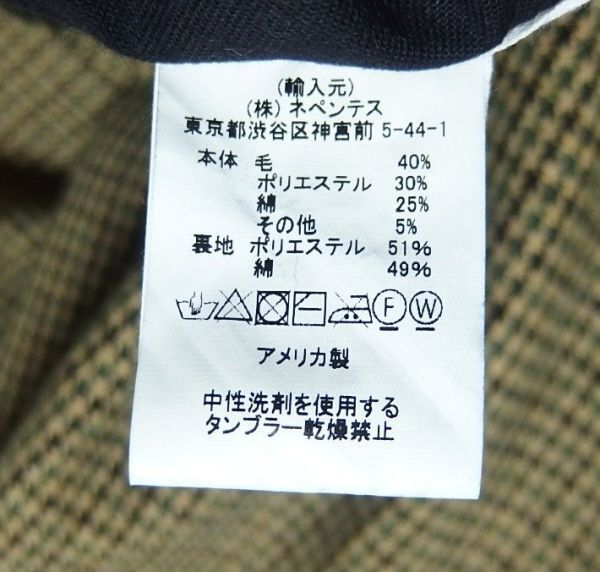 (輸入元)
(株) ネペンテス
東京都渋谷区神宮前 5-44-1
本体 毛 40%
ポリエステル 30%
綿 25%
その他 5%
裏地 ポリエステル 51%
綿 49%
F W
アメリカ製
中性洗剤を使用する
タンブラー乾燥禁止